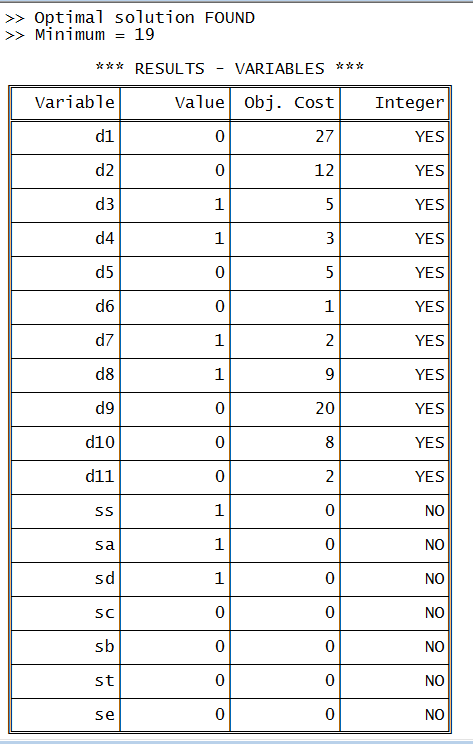 >> Optimal solution FOUND
>> Minimum = 19
*** RESULTS - VARIABLES ***
Variable Value Obj. Cost Integer
d1 0 27 YES
d2 0 12 YES
d3 1 5 YES
d4 1 3 YES
d5 0 5 YES
d6 0 1 YES
d7 1 2 YES
d8 1 9 YES
d9 0 20 YES
d10 0 8 YES
d11 0 2 YES
ss 1 0 NO
sa 1 0 NO
sd 1 0 NO
sc 0 0 NO
sb 0 0 NO
st 0 0 NO
se 0 0 NO